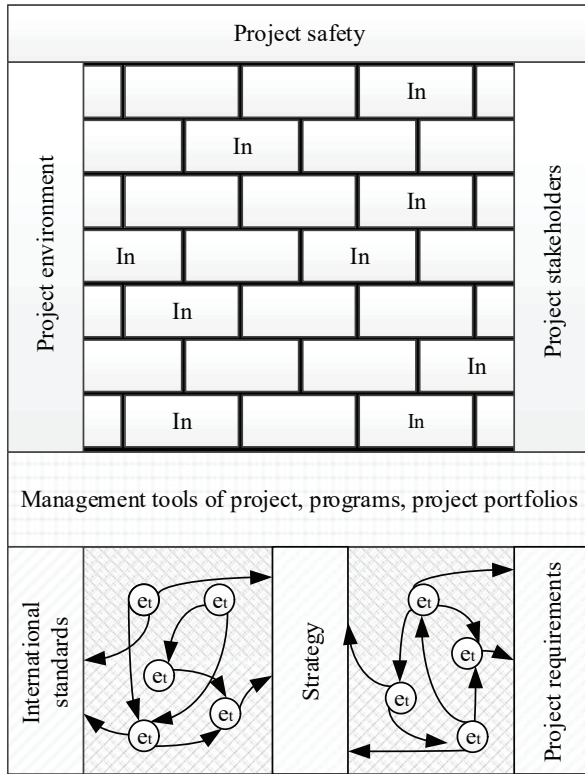 Project safety
Project environment
In
In
In
In
In
In
In
In
In
Project stakeholders
Management tools of project, programs, project portfolios
International
standards
et
et
et
et
et
Strategy
et
et
et
et
Project requirements